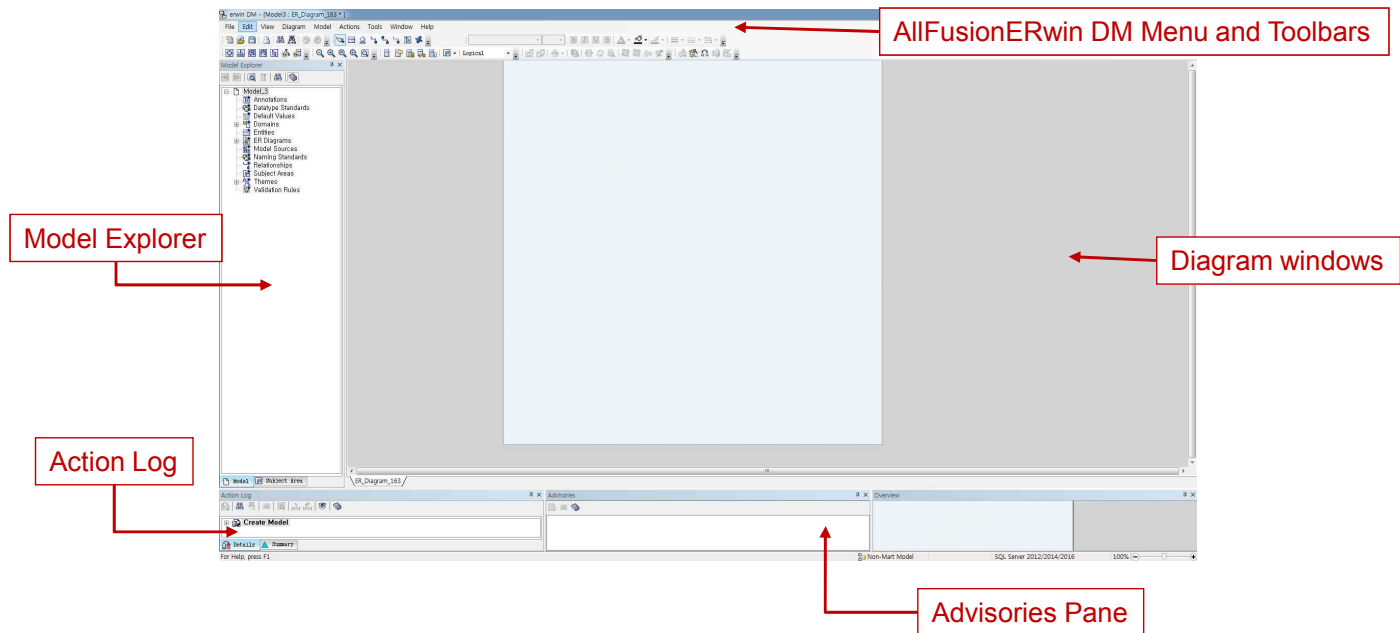 erwin DM - [Model3 : ER_Diagram_163 * ]
AllFusionERwin DM Menu and Toolbars
File Edit View Diagram Model Actions Tools Window Help
Logical
Model Explorer
Model_3
Annotations
Datatype Standards
Default Values
Domains
Entities
ER Diagrams
Model Sources
Naming Standards
Relationships
Subject Areas
Themes
Validation Rules
Model Explorer
Diagram windows
Action Log
Model Subject Area
ER_Diagram_163
Action Log
Advisories
Overview
Create Model
Details Summary
For Help, press F1
Non-Mart Model
SQL Server 2012/2014/2016
100%
Advisories Pane